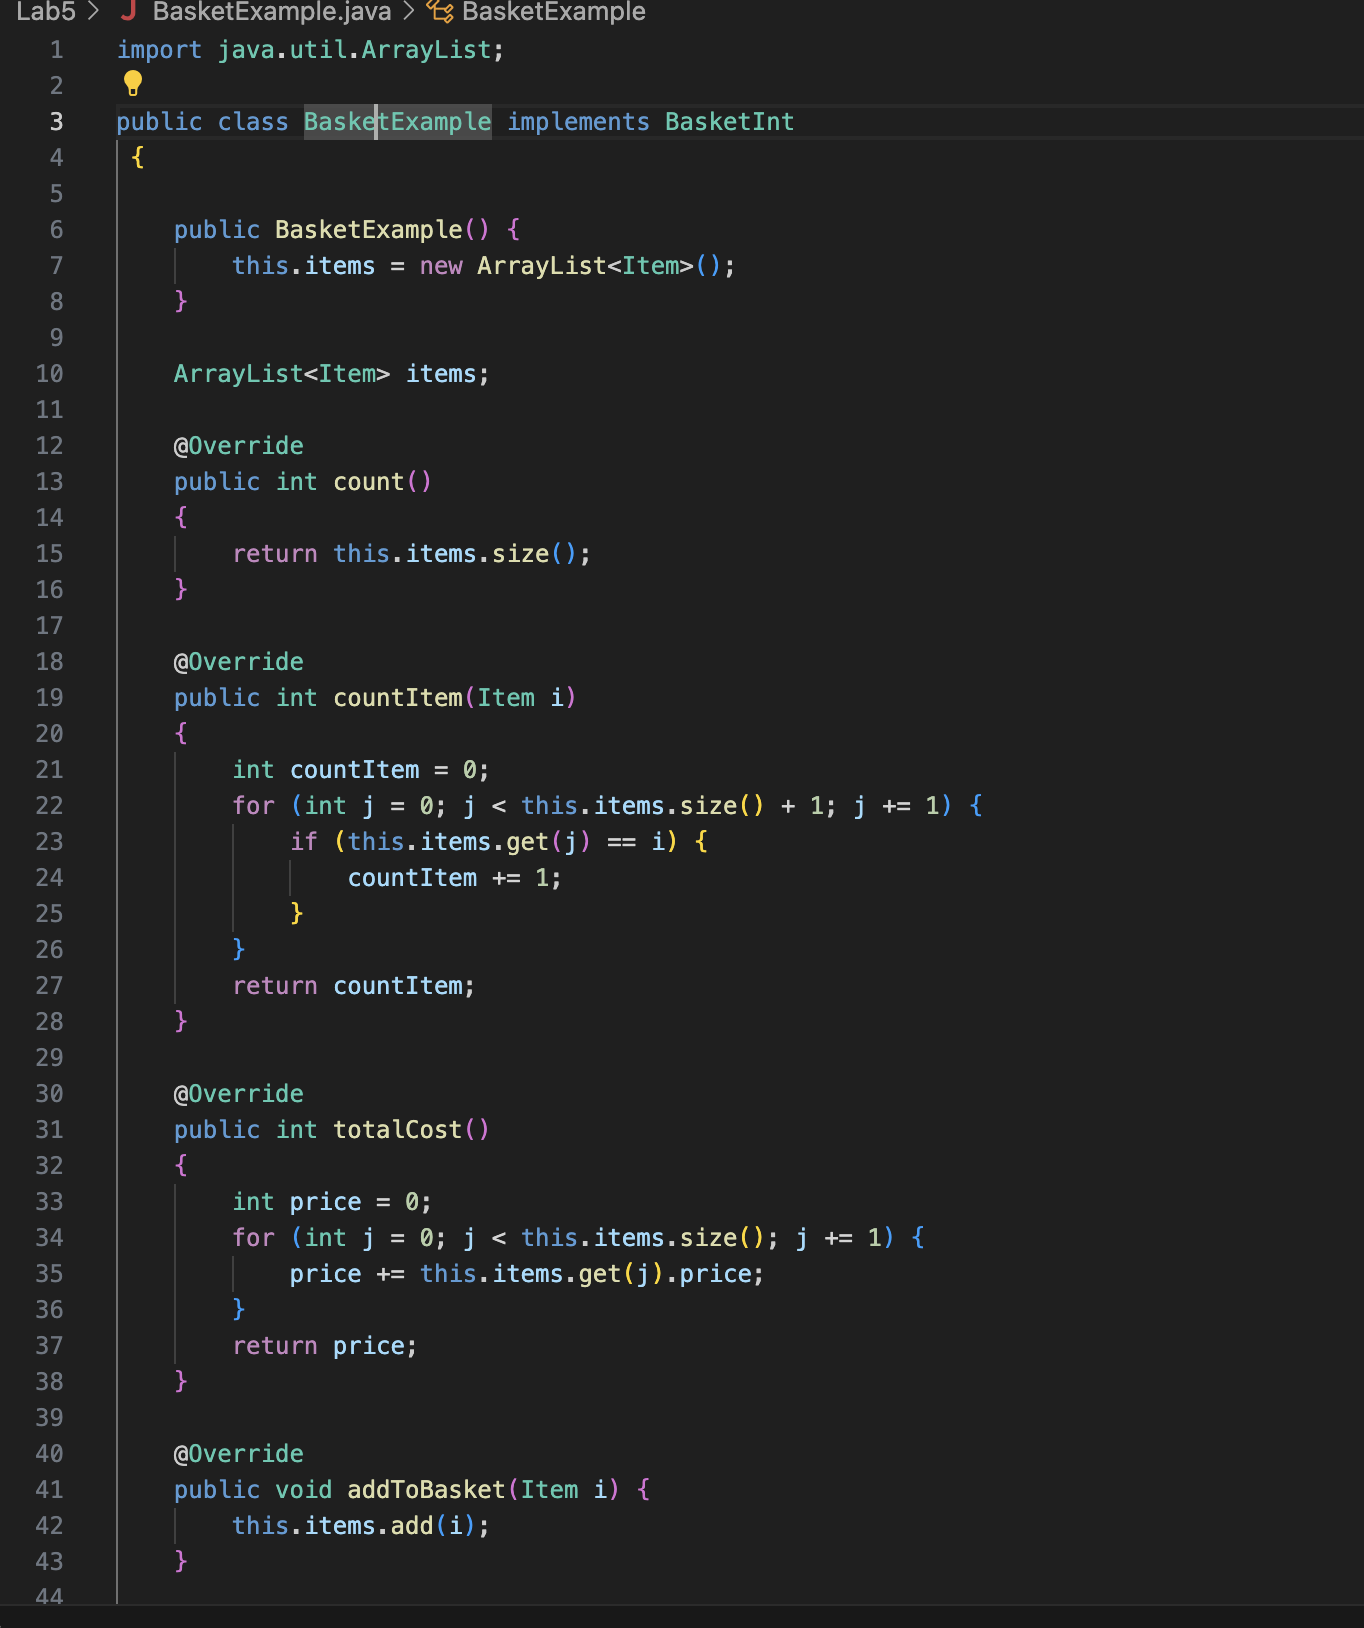 Lab5 > J BasketExample.java > BasketExample
1 import java.util.ArrayList;
2
3 public class BasketExample implements BasketInt
4 {
5
6 public BasketExample() {
7 this.items = new ArrayList<Item>();
8 }
9
10 ArrayList<Item> items;
11
12 @Override
13 public int count()
14 {
15 return this.items.size();
16 }
17
18 @Override
19 public int countItem(Item i)
20 {
21 int countItem = 0;
22 for (int j = 0; j < this.items.size() + 1; j += 1) {
23 if (this.items.get(j) == i) {
24 countItem += 1;
25 }
26 }
27 return countItem;
28 }
29
30 @Override
31 public int totalCost()
32 {
33 int price = 0;
34 for (int j = 0; j < this.items.size(); j += 1) {
35 price += this.items.get(j).price;
36 }
37 return price;
38 }
39
40 @Override
41 public void addToBasket(Item i) {
42 this.items.add(i);
43 }
44